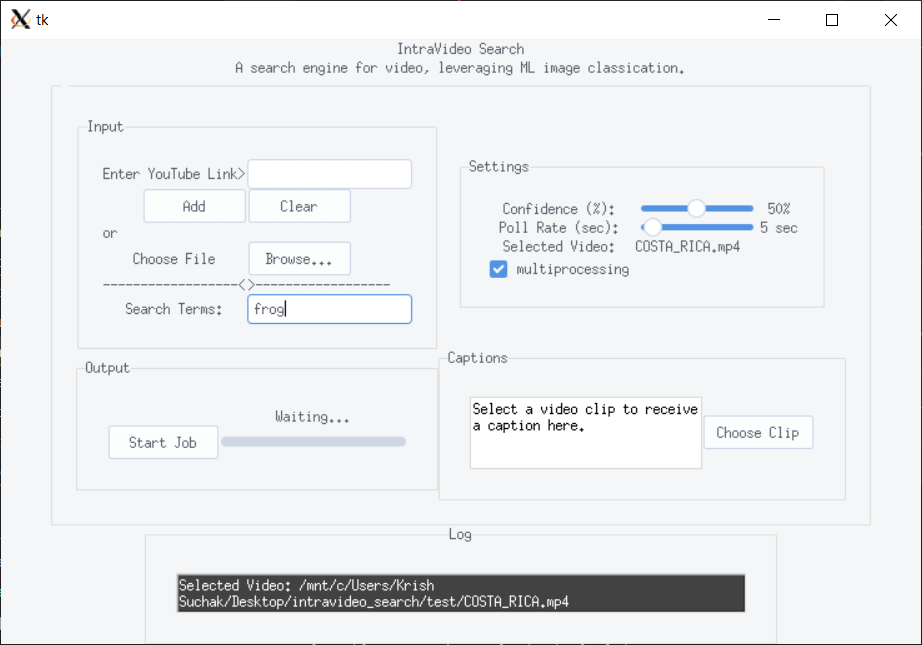 tk
IntraVideo Search
A search engine for video, leveraging ML image classication.
Input
Enter YouTube Link>
Add Clear
or
Choose File Browse...
------------------<>------------------
Search Terms: frog
Settings
Confidence (%): 50%
Poll Rate (sec): 5 sec
Selected Video: COSTA_RICA.mp4
multiprocessing
Output
Waiting...
Start Job
Captions
Select a video clip to receive
a caption here.
Choose Clip
Log
Selected Video: /mnt/c/Users/Krish
Suchak/Desktop/intravideo_search/test/COSTA_RICA.mp4